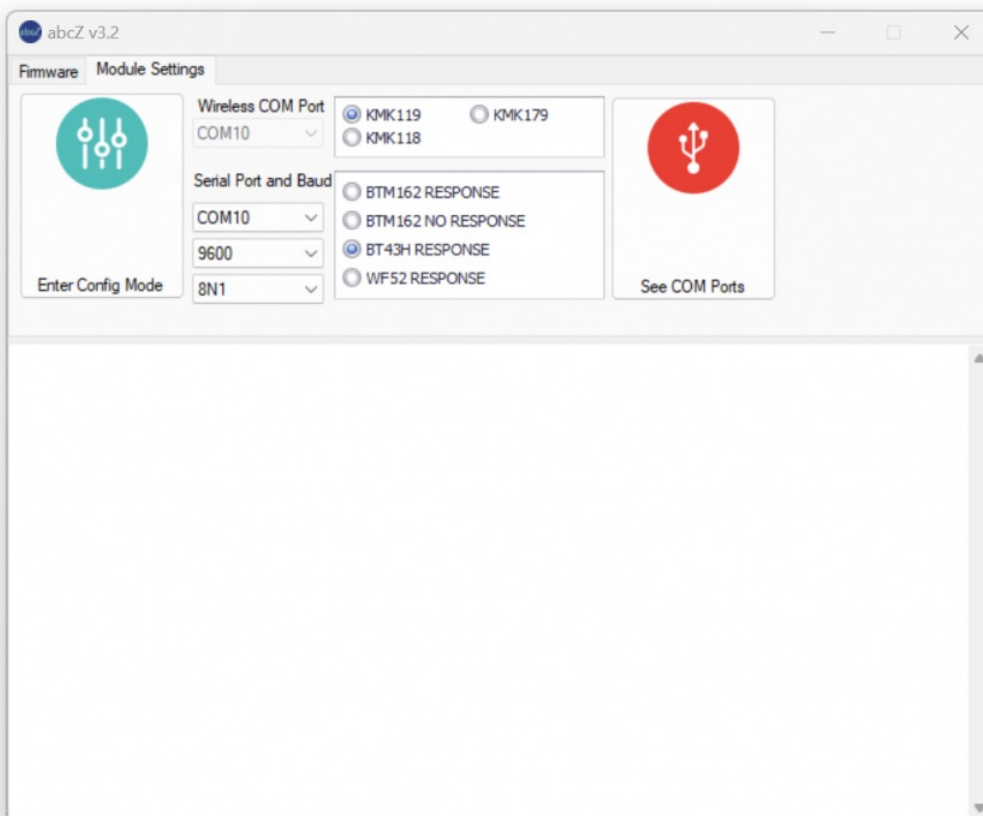 abcZ v3.2
Firmware Module Settings
Wireless COM Port
COM10
Serial Port and Baud
COM10
9600
8N1
Enter Config Mode
KMK119 KMK179
KMK118
BTM162 RESPONSE
BTM162 NO RESPONSE
BT43H RESPONSE
WF52 RESPONSE
See COM Ports